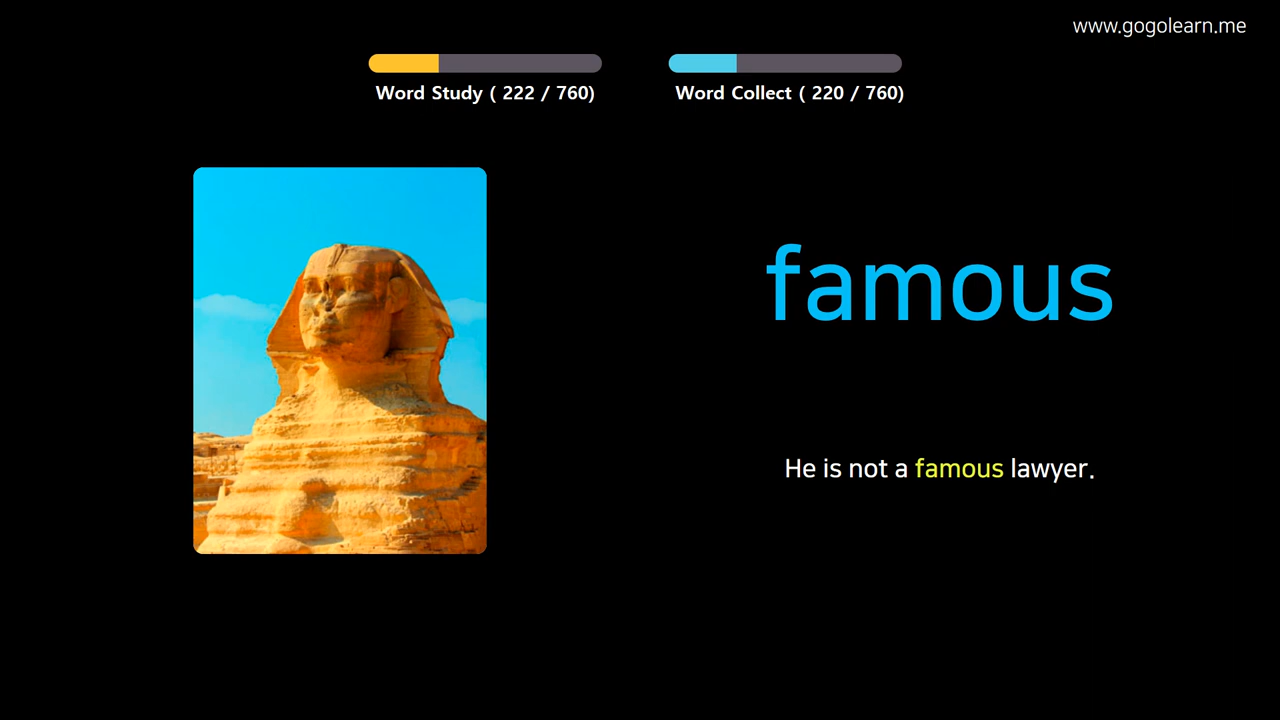 www.gogolearn.me
Word Study ( 222 / 760)
Word Collect ( 220 / 760)
famous
He is not a famous lawyer.